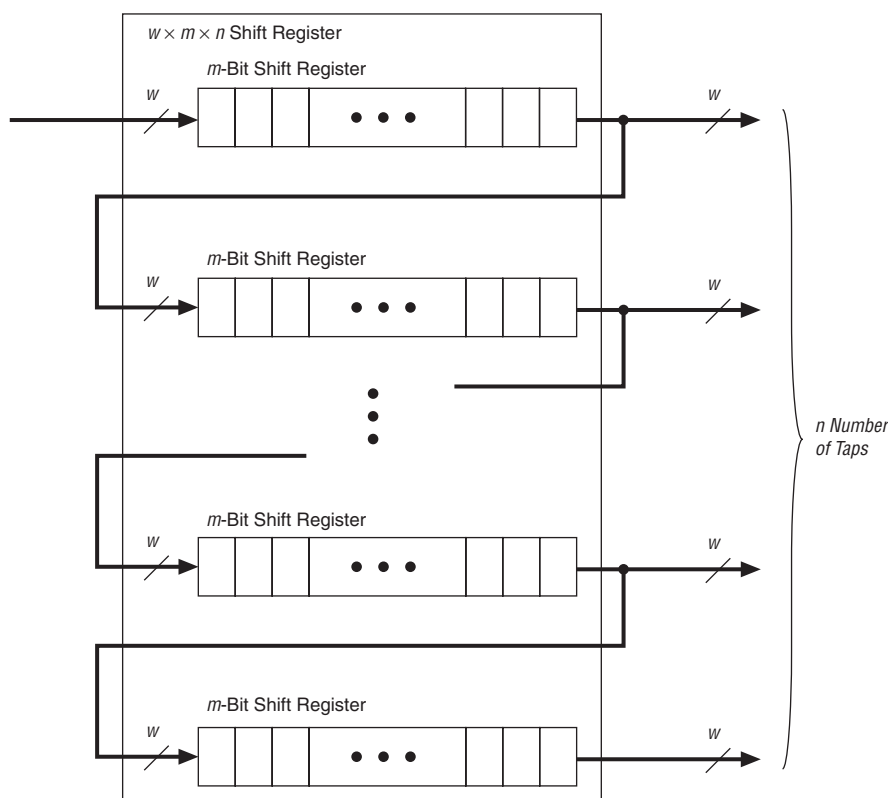 w × m × n Shift Register
m-Bit Shift Register
W
W
m-Bit Shift Register
W
W
n Number
of Taps
m-Bit Shift Register
W
W
m-Bit Shift Register
W
W